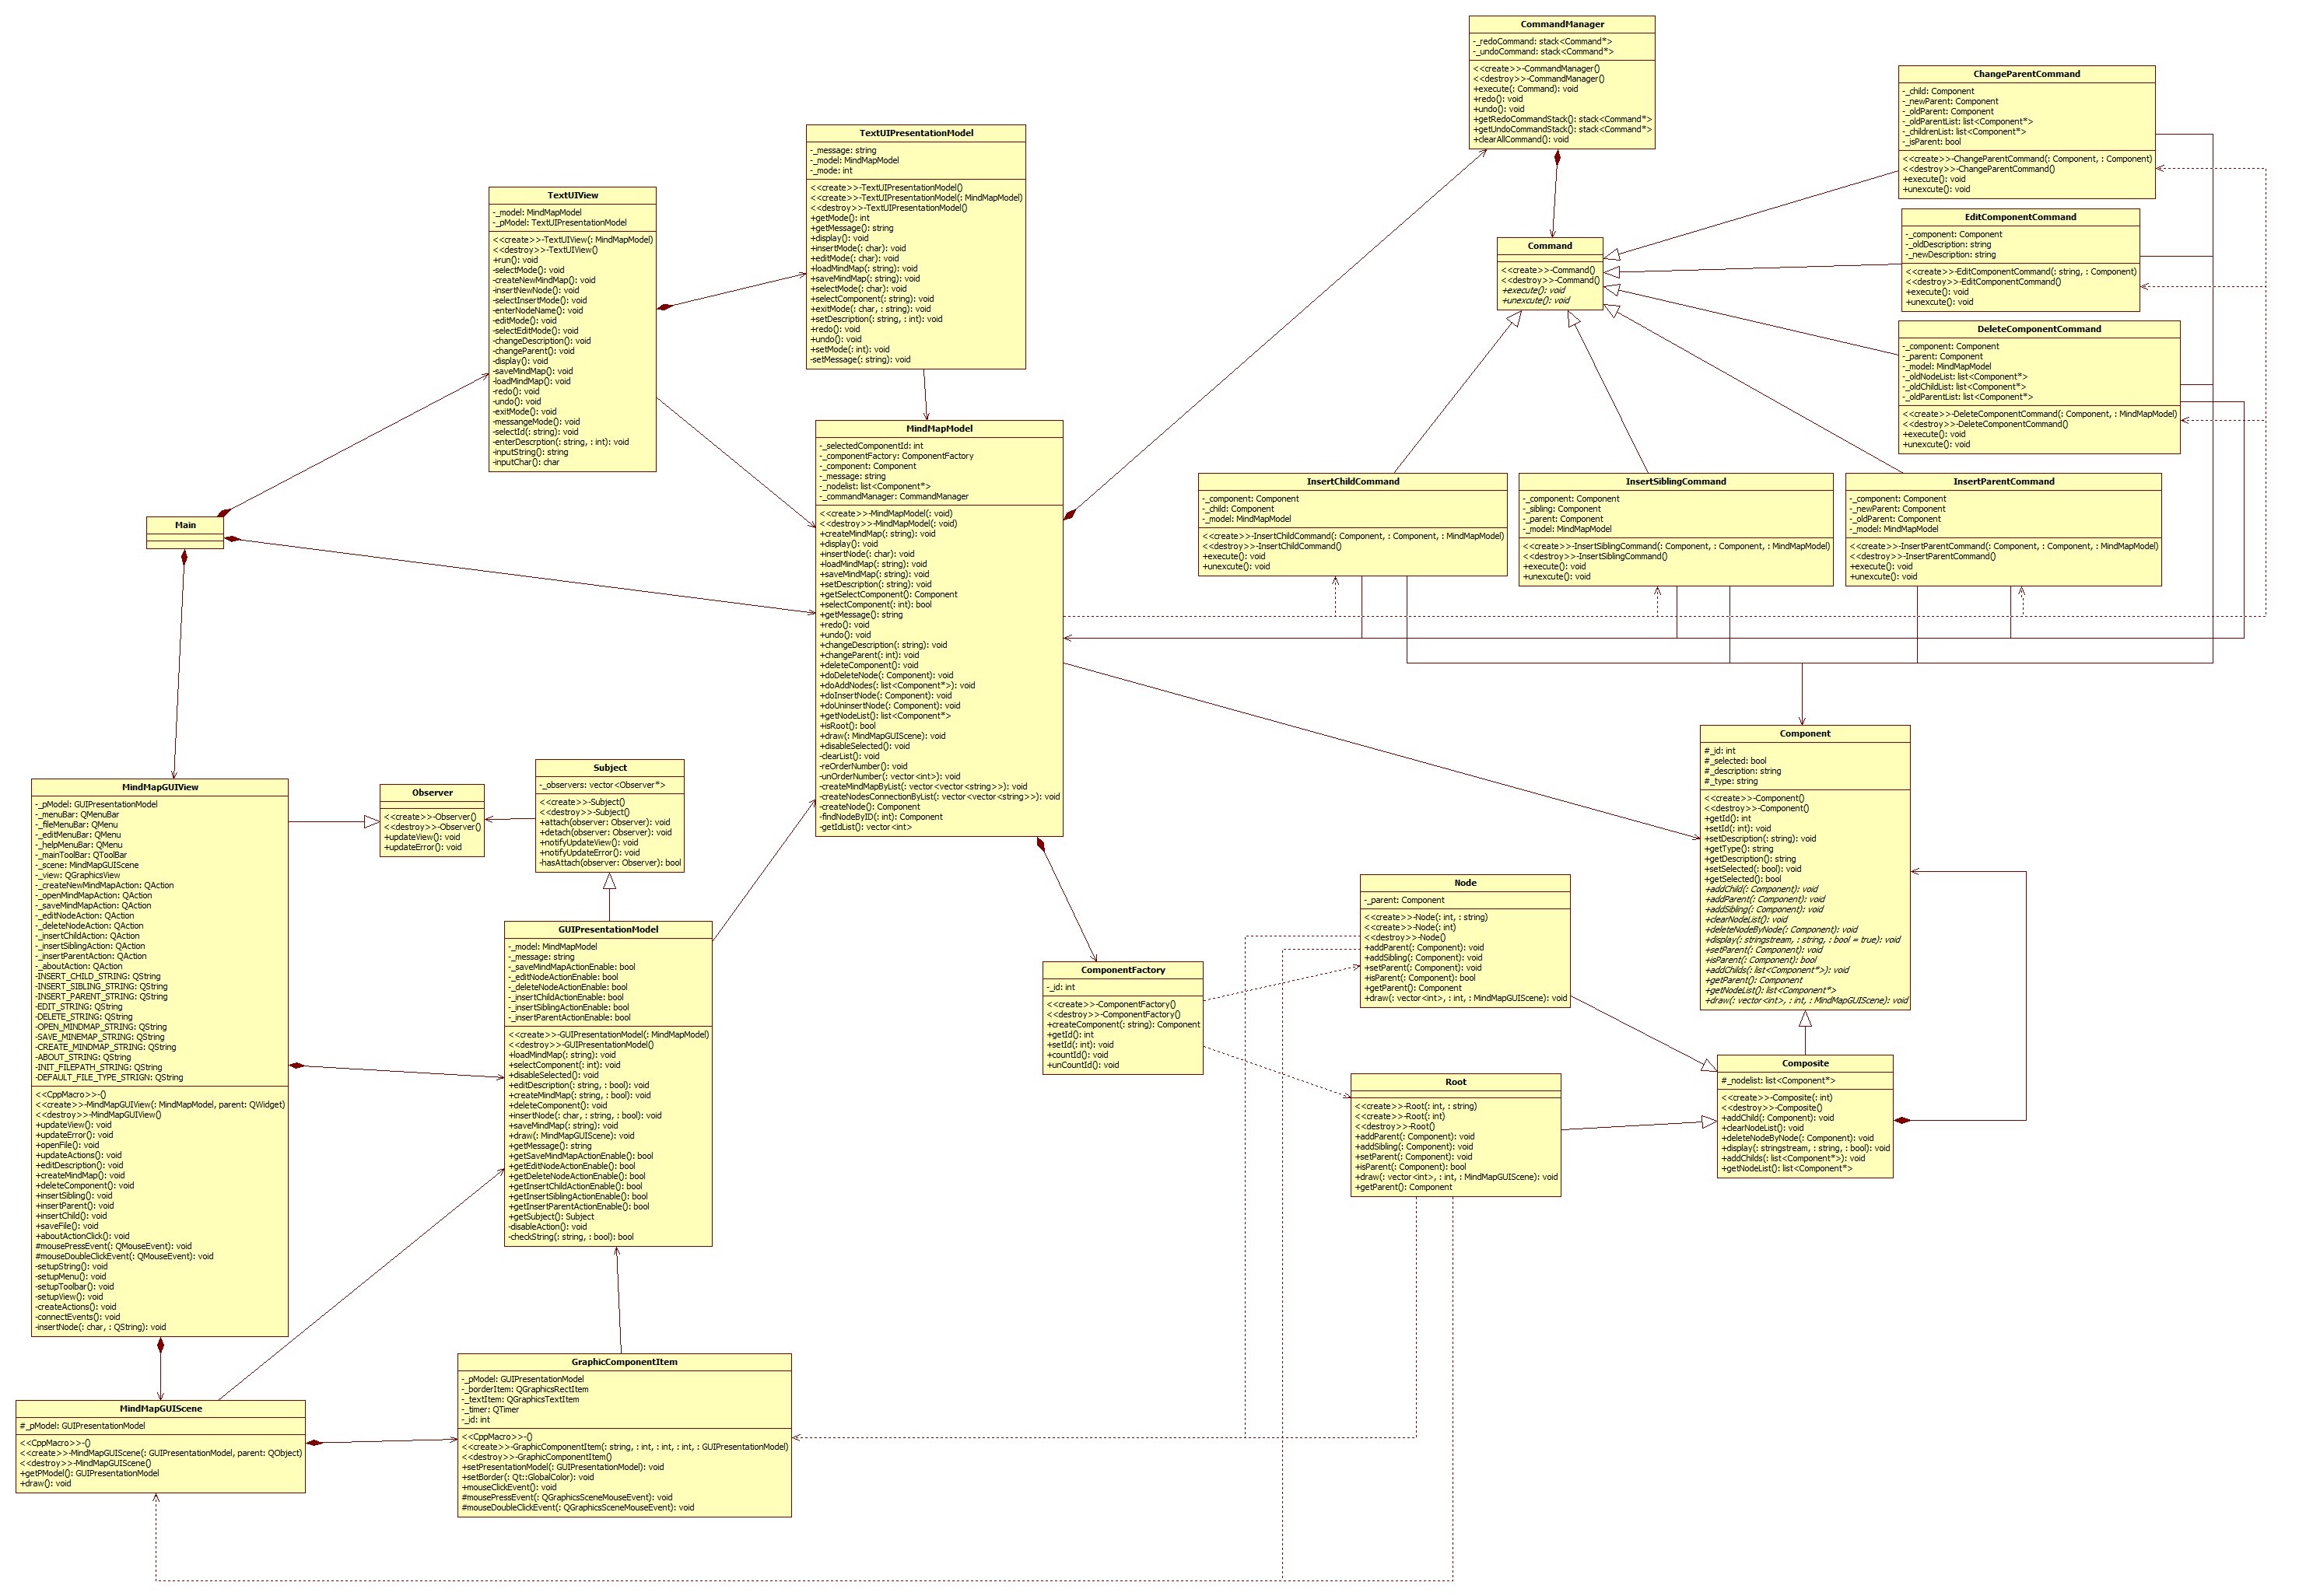 CommandManager
-_redoCommand: stack<Command*>
-_undoCommand: stack<Command*>
<<create>>-CommandManager()
<<destroy>>-CommandManager()
+execute(: Command): void
+redo(): void
+undo(): void
+getRedoCommandStack(): stack<Command*>
+getUndoCommandStack(): stack<Command*>
+clearAllCommand(): void
ChangeParentCommand
-_child: Component
-_newParent: Component
-_oldParent: Component
-_oldParentList: list<Component*>
-_childrenList: list<Component*>
-_isParent: bool
<<create>>-ChangeParentCommand(: Component, : Component)
<<destroy>>-ChangeParentCommand()
+execute(): void
+unexcute(): void
TextUIPresentationModel
-_message: string
-_model: MindMapModel
-_mode: int
<<create>>-TextUIPresentationModel()
<<create>>-TextUIPresentationModel(: MindMapModel)
<<destroy>>-TextUIPresentationModel()
+getMode(): int
+getMessage(): string
+display(): void
+insertMode(: char): void
+editMode(: char): void
+loadMindMap(: string): void
+saveMindMap(: string): void
+selectMode(: char): void
+selectComponent(: string): void
+exitMode(: char, : string): void
+setDescription(: string, : int): void
+redo(): void
+undo(): void
+setMode(: int): void
-setMessage(: string): void
TextUIView
-_model: MindMapModel
-_pModel: TextUIPresentationModel
<<create>>-TextUIView(: MindMapModel)
<<destroy>>-TextUIView()
+run(): void
-selectMode(): void
-createNewMindMap(): void
-insertNewNode(): void
-selectInsertMode(): void
-enterNodeName(): void
-editMode(): void
-selectEditMode(): void
-changeDescription(): void
-changeParent(): void
-display(): void
-saveMindMap(): void
-loadMindMap(): void
-redo(): void
-undo(): void
-exitMode(): void
-messangeMode(): void
-selectId(: string): void
-enterDescrption(: string, : int): void
-inputString(): string
-inputChar(): char
EditComponentCommand
-_component: Component
-_oldDescription: string
-_newDescription: string
<<create>>-EditComponentCommand(: string, : Component)
<<destroy>>-EditComponentCommand()
+execute(): void
+unexcute(): void
Command
<<create>>-Command()
<<destroy>>-Command()
+execute(): void
+unexcute(): void
DeleteComponentCommand
-_component: Component
-_parent: Component
-_model: MindMapModel
-_oldNodeList: list<Component*>
-_oldChildList: list<Component*>
-_oldParentList: list<Component*>
<<create>>-DeleteComponentCommand(: Component, : MindMapModel)
<<destroy>>-DeleteComponentCommand()
+execute(): void
+unexcute(): void
MindMapModel
-_selectedComponentId: int
-_componentFactory: ComponentFactory
-_component: Component
-_message: string
-_nodelist: list<Component*>
-_commandManager: CommandManager
<<create>>-MindMapModel(: void)
<<destroy>>-MindMapModel(: void)
+createMindMap(: string): void
+display(): void
+insertNode(: char): void
+loadMindMap(: string): void
+saveMindMap(: string): void
+setDescription(: string): void
+getSelectComponent(): Component
+selectComponent(: int): bool
+getMessage(): string
+redo(): void
+undo(): void
+changeDescription(: string): void
+changeParent(: int): void
+deleteComponent(): void
+doDeleteNode(: Component): void
+doAddNodes(: list<Component*>): void
+doInsertNode(: Component): void
+doUninsertNode(: Component): void
+getNodeList(): list<Component*>
+isRoot(): bool
+draw(: MindMapGUIScene): void
+disableSelected(): void
-clearList(): void
-reOrderNumber(): void
-unOrderNumber(: vector<int>): void
-createMindMapByList(: vector<vector<string>>): void
-createNodesConnectionByList(: vector<vector<string>>): void
-createNode(): Component
-findNodeByID(: int): Component
-getIdList(): vector<int>
InsertChildCommand
-_component: Component
-_child: Component
-_model: MindMapModel
<<create>>-InsertChildCommand(: Component, : Component, : MindMapModel)
<<destroy>>-InsertChildCommand()
+execute(): void
+unexcute(): void
InsertSiblingCommand
-_component: Component
-_sibling: Component
-_parent: Component
-_model: MindMapModel
<<create>>-InsertSiblingCommand(: Component, : Component, : MindMapModel)
<<destroy>>-InsertSiblingCommand()
+execute(): void
+unexcute(): void
InsertParentCommand
-_component: Component
-_newParent: Component
-_oldParent: Component
-_model: MindMapModel
<<create>>-InsertParentCommand(: Component, : Component, : MindMapModel)
<<destroy>>-InsertParentCommand()
+execute(): void
+unexcute(): void
Main
Component
#_id: int
#_selected: bool
#_description: string
#_type: string
<<create>>-Component()
<<destroy>>-Component()
+getId(): int
+setId(: int): void
+setDescription(: string): void
+getType(): string
+getDescription(): string
+setSelected(: bool): void
+getSelected(): bool
+addChild(: Component): void
+addParent(: Component): void
+addSibling(: Component): void
+clearNodeList(): void
+deleteNodeByNode(: Component): void
+display(: stringstream, : string, : bool = true): void
+setParent(: Component): void
+isParent(: Component): bool
+addChilds(: list<Component*>): void
+getParent(): Component
+getNodeList(): list<Component*>
+draw(: vector<int>, : int, : MindMapGUIScene): void
MindMapGUIView
-_pModel: GUIPresentationModel
-_menuBar: QMenuBar
-_fileMenuBar: QMenu
-_editMenuBar: QMenu
-_helpMenuBar: QMenu
-_mainToolBar: QToolBar
-_scene: MindMapGUIScene
-_view: QGraphicsView
-_createNewMindMapAction: QAction
-_openMindMapAction: QAction
-_saveMindMapAction: QAction
-_editNodeAction: QAction
-_deleteNodeAction: QAction
-_insertChildAction: QAction
-_insertSiblingAction: QAction
-_insertParentAction: QAction
-_aboutAction: QAction
-INSERT_CHILD_STRING: QString
-INSERT_SIBLING_STRING: QString
-INSERT_PARENT_STRING: QString
-EDIT_STRING: QString
-DELETE_STRING: QString
-OPEN_MINDMAP_STRING: QString
-SAVE_MINEMAP_STRING: QString
-CREATE_MINDMAP_STRING: QString
-ABOUT_STRING: QString
-INIT_FILEPATH_STRING: QString
-DEFAULT_FILE_TYPE_STRIGN: QString
<<CppMacro>>-()
<<create>>-MindMapGUIView(: MindMapModel, parent: QWidget)
<<destroy>>-MindMapGUIView()
+updateView(): void
+updateError(): void
+openFile(): void
+updateActions(): void
+editDescription(): void
+createMindMap(): void
+deleteComponent(): void
+insertSibling(): void
+insertParent(): void
+insertChild(): void
+saveFile(): void
+aboutActionClick(): void
#mousePressEvent(: QMouseEvent): void
#mouseDoubleClickEvent(: QMouseEvent): void
-setupString(): void
-setupMenu(): void
-setupToolbar(): void
-setupView(): void
-createActions(): void
-connectEvents(): void
-insertNode(: char, : QString): void
Observer
<<create>>-Observer()
<<destroy>>-Observer()
+updateView(): void
+updateError(): void
Subject
-_observers: vector<Observer*>
<<create>>-Subject()
<<destroy>>-Subject()
+attach(observer: Observer): void
+detach(observer: Observer): void
+notifyUpdateView(): void
+notifyUpdateError(): void
-hasAttach(observer: Observer): bool
GUIPresentationModel
-_model: MindMapModel
-_message: string
-_saveMindMapActionEnable: bool
-_editNodeActionEnable: bool
-_deleteNodeActionEnable: bool
-_insertChildActionEnable: bool
-_insertSiblingActionEnable: bool
-_insertParentActionEnable: bool
<<create>>-GUIPresentationModel(: MindMapModel)
<<destroy>>-GUIPresentationModel()
+loadMindMap(: string): void
+selectComponent(: int): void
+disableSelected(): void
+editDescription(: string, : bool): void
+createMindMap(: string, : bool): void
+deleteComponent(): void
+insertNode(: char, : string, : bool): void
+saveMindMap(: string): void
+draw(: MindMapGUIScene): void
+getMessage(): string
+getSaveMindMapActionEnable(): bool
+getEditNodeActionEnable(): bool
+getDeleteNodeActionEnable(): bool
+getInsertChildActionEnable(): bool
+getInsertSiblingActionEnable(): bool
+getInsertParentActionEnable(): bool
+getSubject(): Subject
-disableAction(): void
-checkString(: string, : bool): bool
ComponentFactory
-_id: int
<<create>>-ComponentFactory()
<<destroy>>-ComponentFactory()
+createComponent(: string): Component
+getId(): int
+setId(: int): void
+countId(): void
+unCountId(): void
Node
-_parent: Component
<<create>>-Node(: int, : string)
<<create>>-Node(: int)
<<destroy>>-Node()
+addParent(: Component): void
+addSibling(: Component): void
+setParent(: Component): void
+isParent(: Component): bool
+getParent(): Component
+draw(: vector<int>, : int, : MindMapGUIScene): void
Root
<<create>>-Root(: int, : string)
<<create>>-Root(: int)
<<destroy>>-Root()
+addParent(: Component): void
+addSibling(: Component): void
+setParent(: Component): void
+isParent(: Component): bool
+draw(: vector<int>, : int, : MindMapGUIScene): void
+getParent(): Component
Composite
#_nodelist: list<Component*>
<<create>>-Composite(: int)
<<destroy>>-Composite()
+addChild(: Component): void
+clearNodeList(): void
+deleteNodeByNode(: Component): void
+display(: stringstream, : string, : bool): void
+addChilds(: list<Component*>): void
+getNodeList(): list<Component*>
MindMapGUIScene
#_pModel: GUIPresentationModel
<<CppMacro>>-()
<<create>>-MindMapGUIScene(: GUIPresentationModel, parent: QObject)
<<destroy>>-MindMapGUIScene()
+getPModel(): GUIPresentationModel
+draw(): void
GraphicComponentItem
-_pModel: GUIPresentationModel
-_borderItem: QGraphicsRectItem
-_textItem: QGraphicsTextItem
-_timer: QTimer
-_id: int
<<CppMacro>>-()
<<create>>-GraphicComponentItem(: string, : int, : int, : int, : GUIPresentationModel)
<<destroy>>-GraphicComponentItem()
+setPresentationModel(: GUIPresentationModel): void
+setBorder(: Qt::GlobalColor): void
+mouseClickEvent(): void
#mousePressEvent(: QGraphicsSceneMouseEvent): void
#mouseDoubleClickEvent(: QGraphicsSceneMouseEvent): void